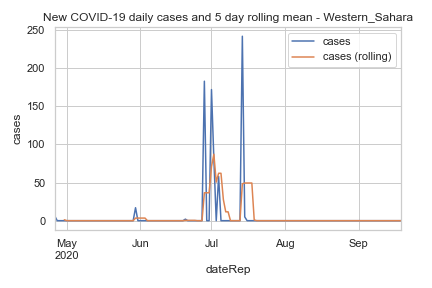 New COVID-19 daily cases and 5 day rolling mean - Western_Sahara
250
200
150
100
50
0
cases
cases
cases (rolling)
May
2020
Jun
Jul
Aug
Sep
dateRep